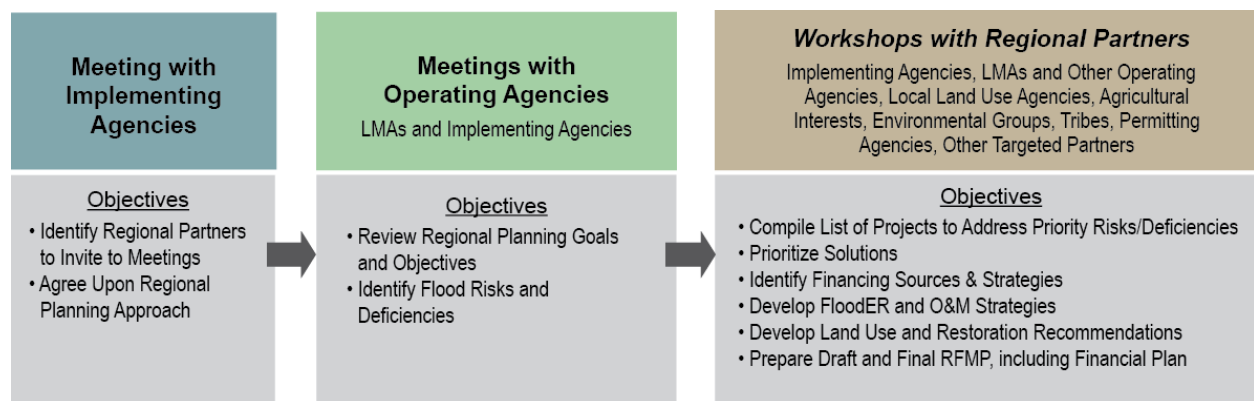 Meeting with
Implementing
Agencies
Objectives
• Identify Regional Partners
to Invite to Meetings
• Agree Upon Regional
Planning Approach
Meetings with
Operating Agencies
LMAs and Implementing Agencies
Objectives
• Review Regional Planning Goals
and Objectives
• Identify Flood Risks and
Deficiencies
Workshops with Regional Partners
Implementing Agencies, LMAs and Other Operating
Agencies, Local Land Use Agencies, Agricultural
Interests, Environmental Groups, Tribes, Permitting
Agencies, Other Targeted Partners
Objectives
• Compile List of Projects to Address Priority Risks/Deficiencies
• Prioritize Solutions
• Identify Financing Sources & Strategies
• Develop FloodER and O&M Strategies
• Develop Land Use and Restoration Recommendations
• Prepare Draft and Final RFMP, including Financial Plan